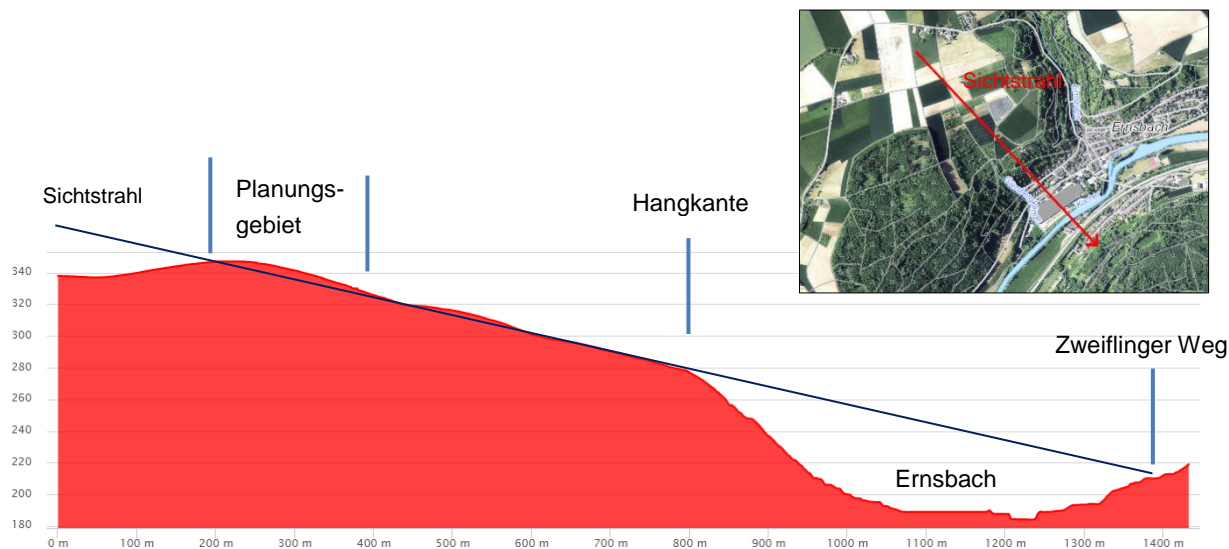 Sichtstrahl
Ernsbach
Kocher
Sichtstrahl
Planungs-
gebiet
Hangkante
Zweiflinger Weg
Ernsbach
340
320
300
280
260
240
220
200
180
0 m 100 m 200 m 300 m 400 m 500 m 600 m 700 m 800 m 900 m 1000 m 1100 m 1200 m 1300 m 1400 m